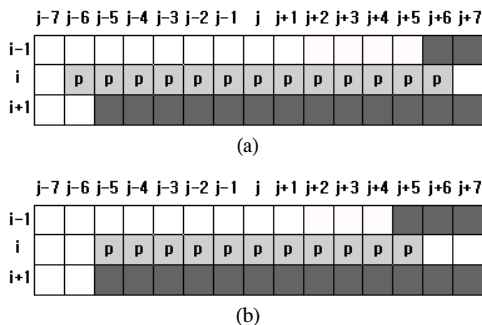 j−7 j−6 j−5 j−4 j−3 j−2 j−1 j j+1 j+2 j+3 j+4 j+5 j+6 j+7
i−1
i p p p p p p p p p p p p p
i+1
(a)
j−7 j−6 j−5 j−4 j−3 j−2 j−1 j j+1 j+2 j+3 j+4 j+5 j+6 j+7
i−1
i p p p p p p p p p p p
i+1
(b)